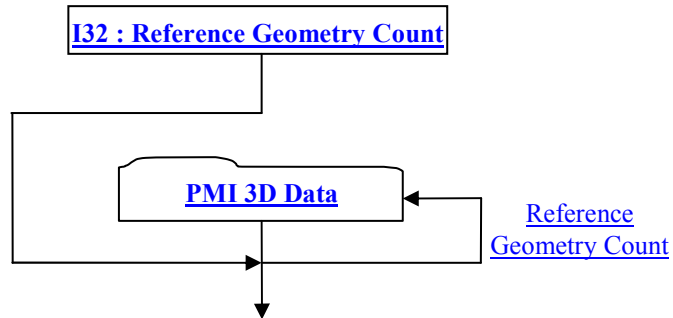 I32 : Reference Geometry Count
PMI 3D Data
Reference
Geometry Count